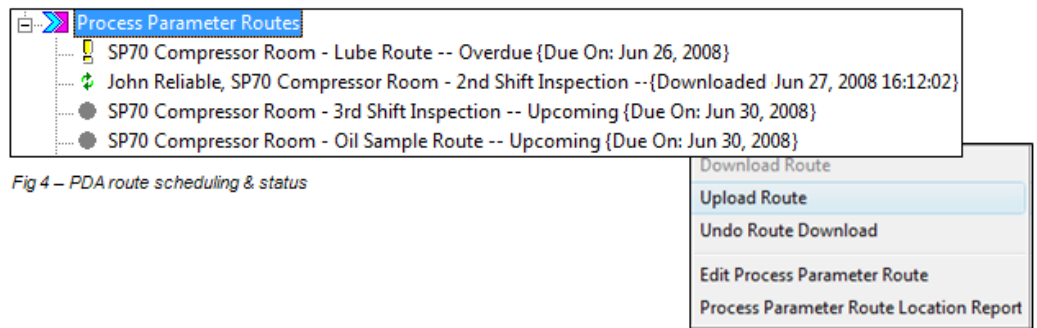 Process Parameter Routes
SP70 Compressor Room - Lube Route -- Overdue {Due On: Jun 26, 2008}
John Reliable, SP70 Compressor Room - 2nd Shift Inspection --{Downloaded Jun 27, 2008 16:12:02}
SP70 Compressor Room - 3rd Shift Inspection -- Upcoming {Due On: Jun 30, 2008}
SP70 Compressor Room - Oil Sample Route -- Upcoming {Due On: Jun 30, 2008}
Fig 4 – PDA route scheduling & status
Download Route
Upload Route
Undo Route Download
Edit Process Parameter Route
Process Parameter Route Location Report